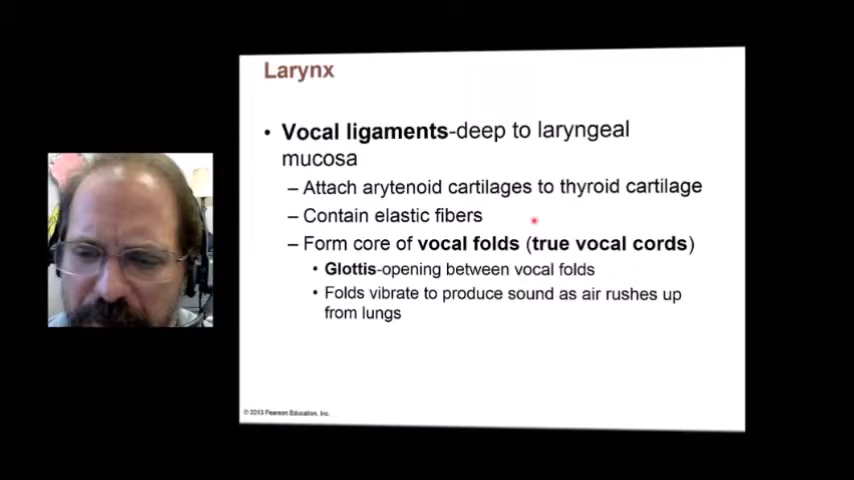 Larynx
• Vocal ligaments-deep to laryngeal
mucosa
– Attach arytenoid cartilages to thyroid cartilage
– Contain elastic fibers
– Form core of vocal folds (true vocal cords)
• Glottis-opening between vocal folds
• Folds vibrate to produce sound as air rushes up
from lungs
© 2013 Pearson Education, Inc.